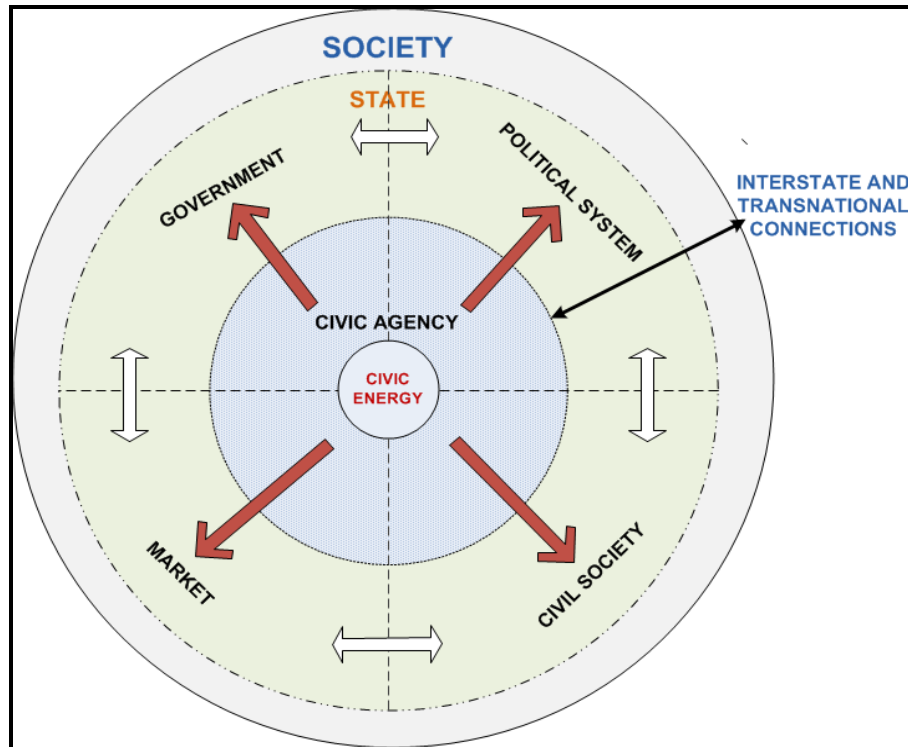 SOCIETY
STATE
GOVERNMENT
POLITICAL SYSTEM
INTERSTATE AND
TRANSNATIONAL
CONNECTIONS
CIVIC AGENCY
CIVIC
ENERGY
MARKET
CIVIL SOCIETY